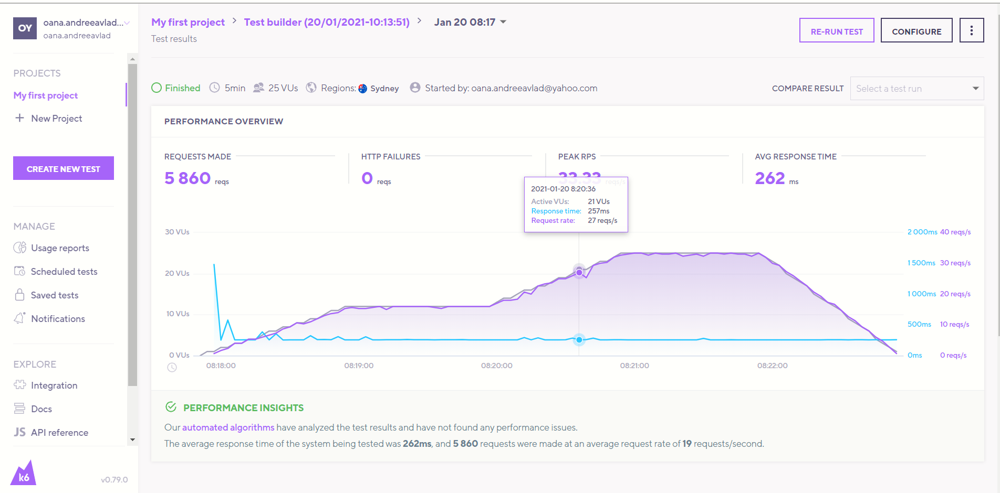 OY
oana.andreeavlad...
oana.andreeavlad
PROJECTS
My first project
New Project
CREATE NEW TEST
MANAGE
Usage reports
Scheduled tests
Saved tests
Notifications
EXPLORE
Integration
Docs
JS API reference
k6
v0.79.0
My first project > Test builder (20/01/2021-10:13:51) > Jan 20 08:17
Test results
RE-RUN TEST
CONFIGURE
Finished 5min 25 VUs Regions: Sydney Started by: oana.andreeavlad@yahoo.com
COMPARE RESULT Select a test run
PERFORMANCE OVERVIEW
REQUESTS MADE
5 860 reqs
HTTP FAILURES
0 reqs
PEAK RPS
33.33 reqs/s
AVG RESPONSE TIME
262 ms
2021-01-20 8:20:36
Active VUs: 21 VUs
Response time: 257ms
Request rate: 27 reqs/s
30 VUs
20 VUs
10 VUs
0 VUs
2 000ms 40 reqs/s
1 500ms 30 reqs/s
1 000ms 20 reqs/s
500ms 10 reqs/s
0ms 0 reqs/s
08:18:00 08:19:00 08:20:00 08:21:00 08:22:00
PERFORMANCE INSIGHTS
Our automated algorithms have analyzed the test results and have not found any performance issues.
The average response time of the system being tested was 262ms, and 5 860 requests were made at an average request rate of 19 requests/second.